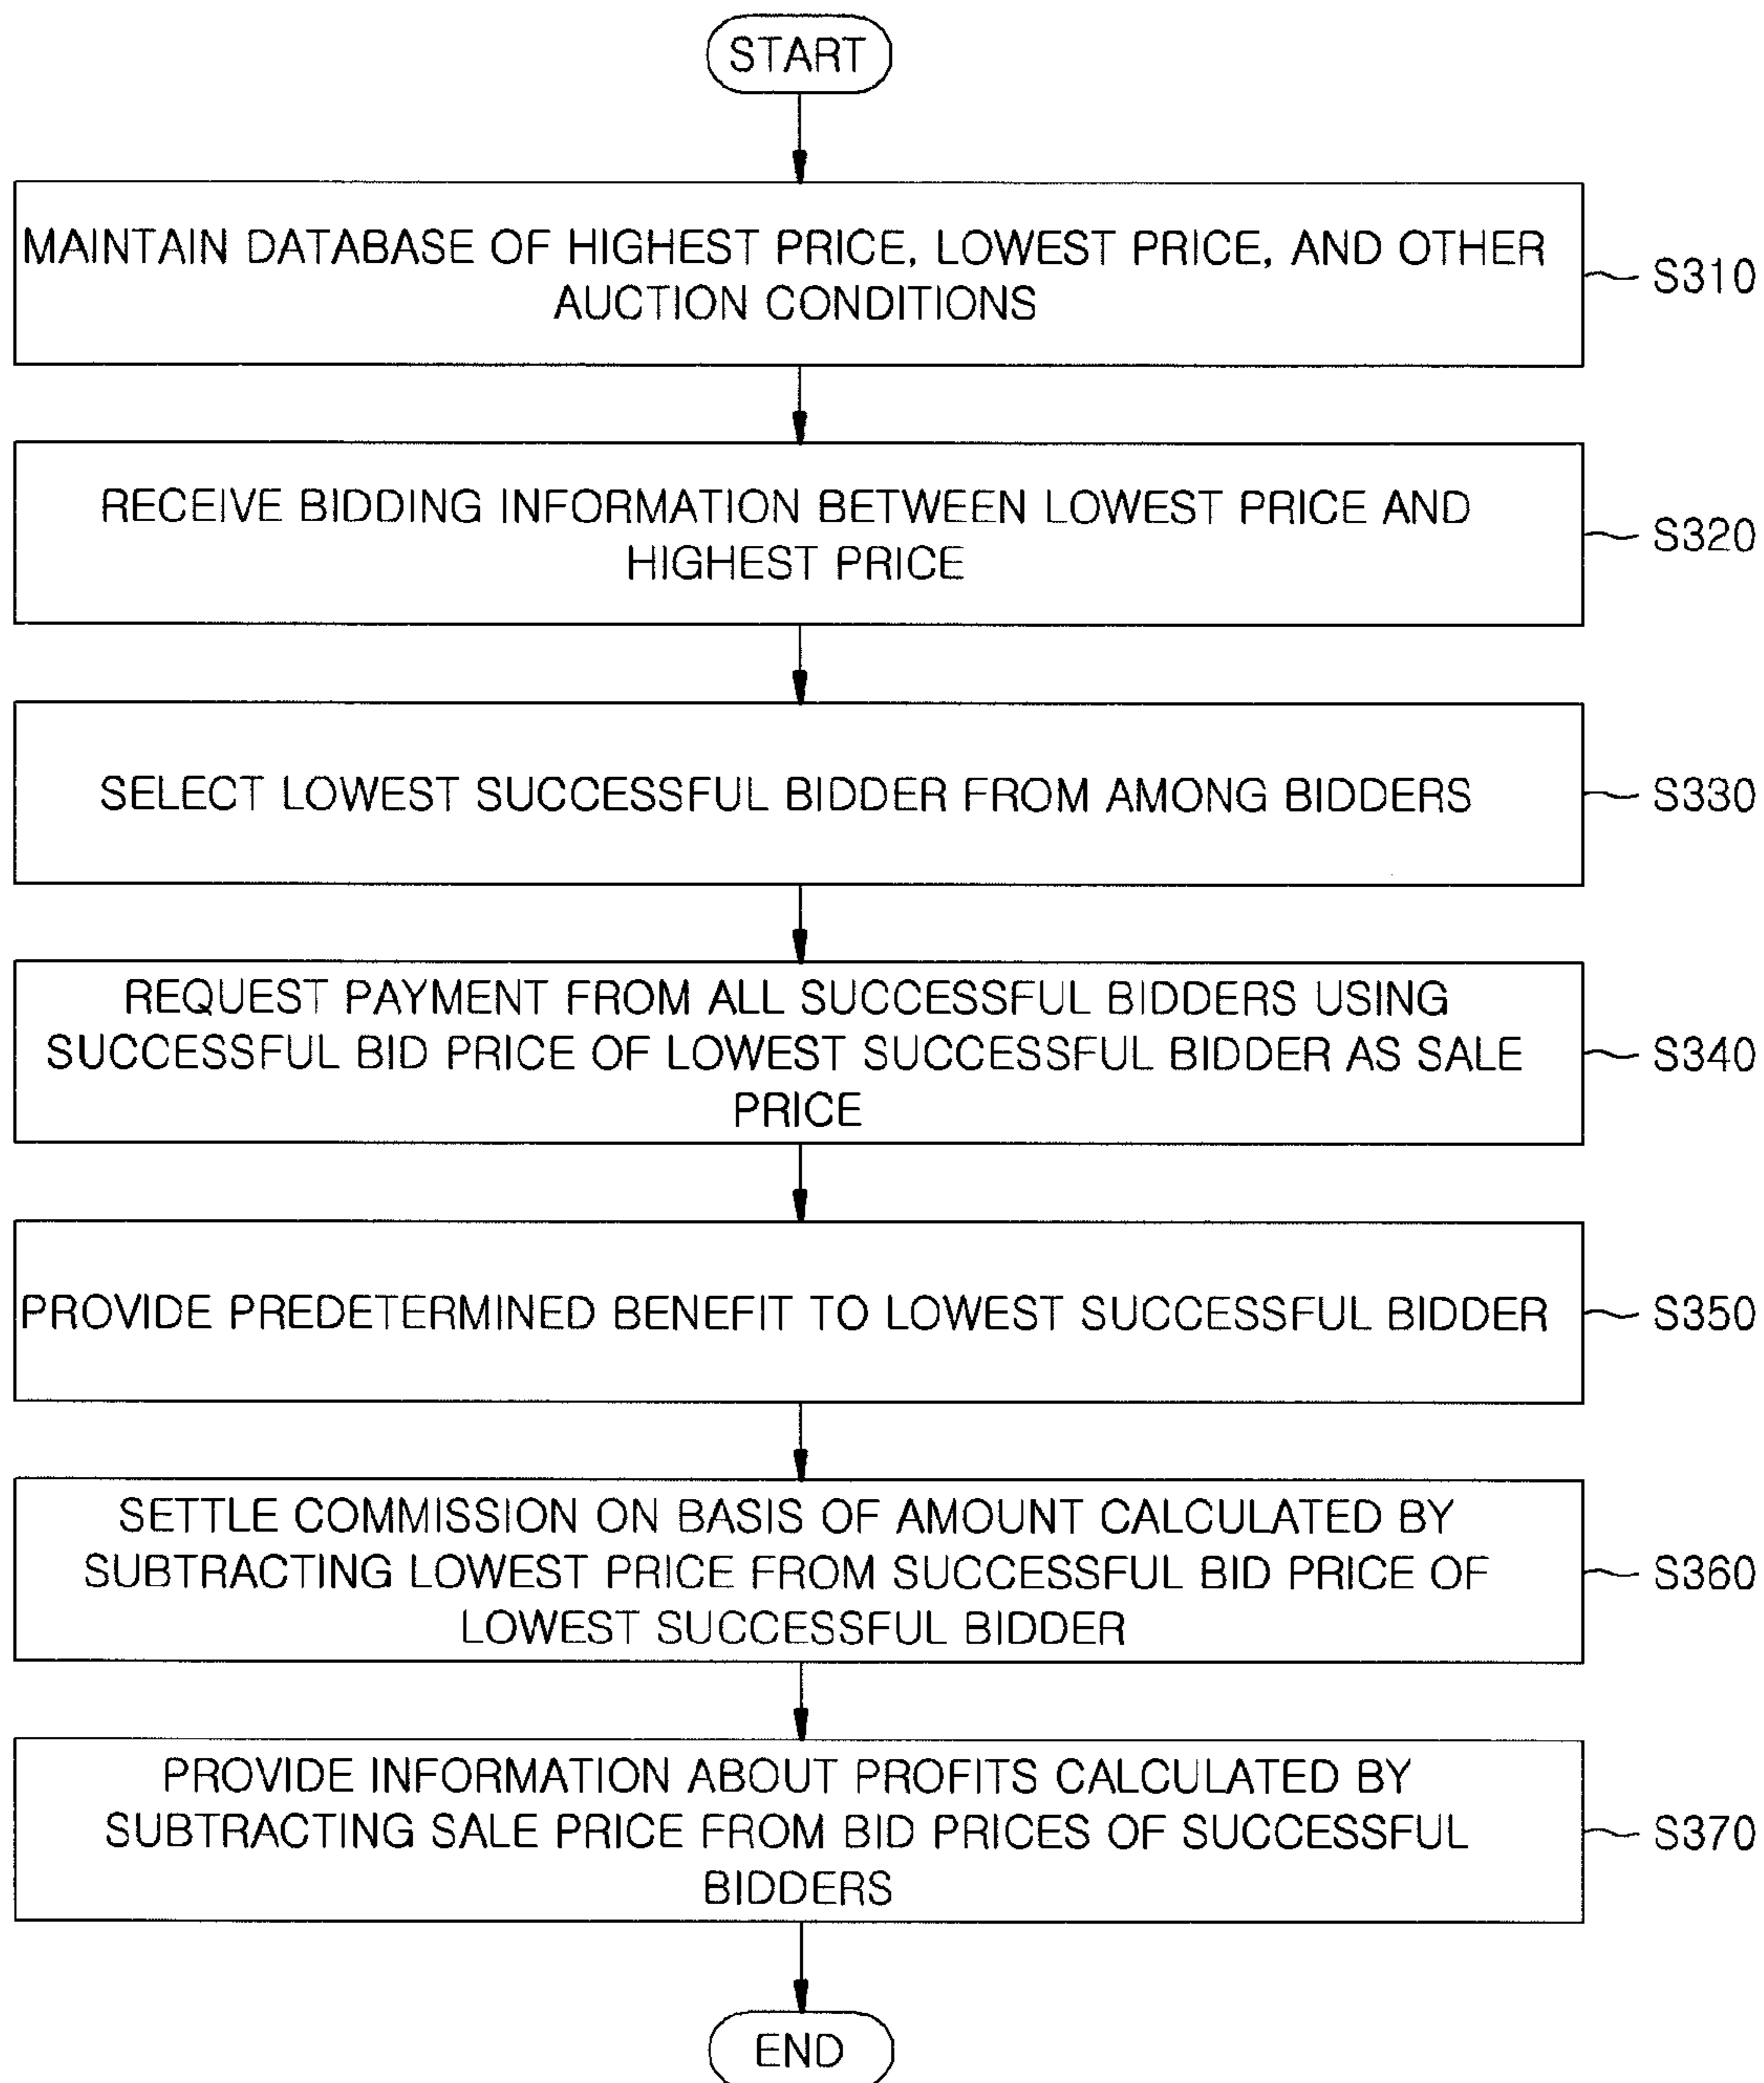 START
MAINTAIN DATABASE OF HIGHEST PRICE, LOWEST PRICE, AND OTHER
AUCTION CONDITIONS
S310
RECEIVE BIDDING INFORMATION BETWEEN LOWEST PRICE AND
HIGHEST PRICE
S320
SELECT LOWEST SUCCESSFUL BIDDER FROM AMONG BIDDERS
S330
REQUEST PAYMENT FROM ALL SUCCESSFUL BIDDERS USING
SUCCESSFUL BID PRICE OF LOWEST SUCCESSFUL BIDDER AS SALE
PRICE
S340
PROVIDE PREDETERMINED BENEFIT TO LOWEST SUCCESSFUL BIDDER
S350
SETTLE COMMISSION ON BASIS OF AMOUNT CALCULATED BY
SUBTRACTING LOWEST PRICE FROM SUCCESSFUL BID PRICE OF
LOWEST SUCCESSFUL BIDDER
S360
PROVIDE INFORMATION ABOUT PROFITS CALCULATED BY
SUBTRACTING SALE PRICE FROM BID PRICES OF SUCCESSFUL
BIDDERS
S370
END